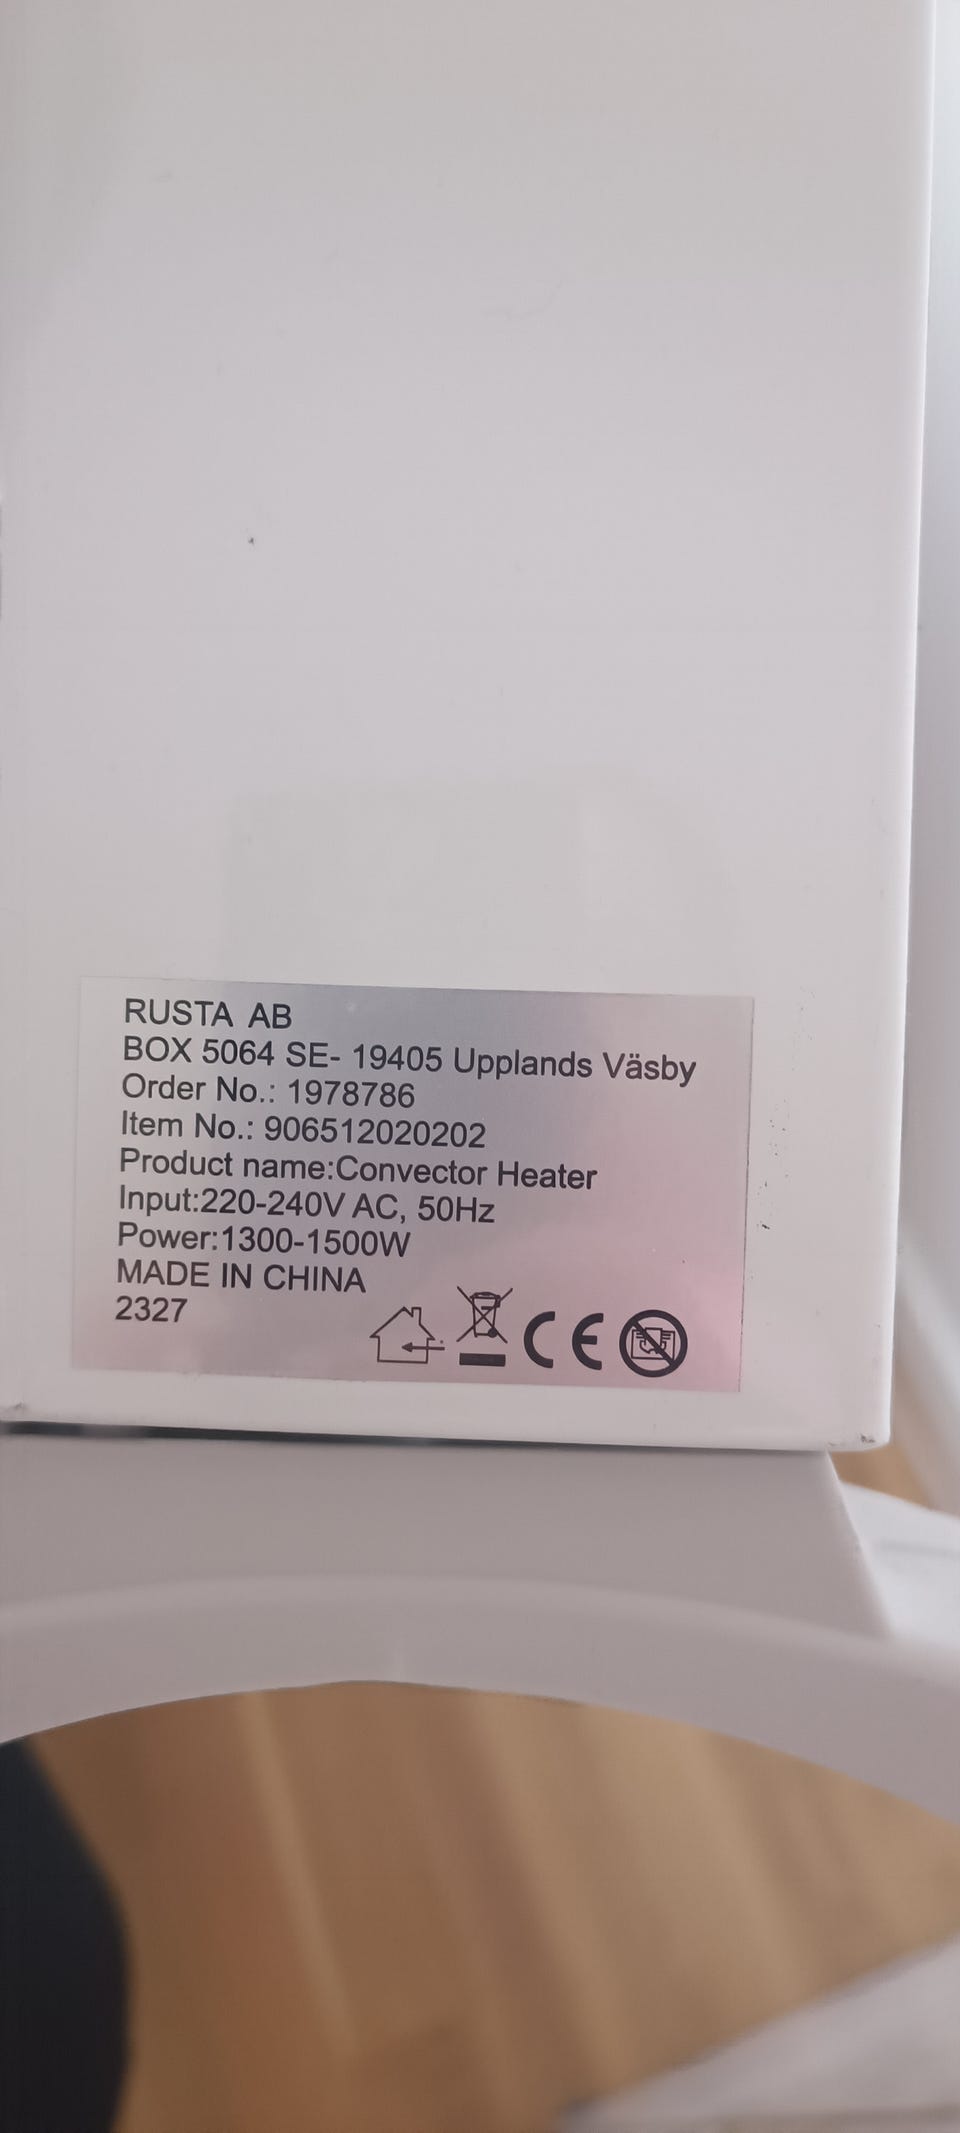 RUSTA AB
BOX 5064 SE- 19405 Upplands Väsby
Order No.: 1978786
Item No.: 906512020202
Product name:Convector Heater
Input:220-240V AC, 50Hz
Power:1300-1500W
MADE IN CHINA
2327
CE